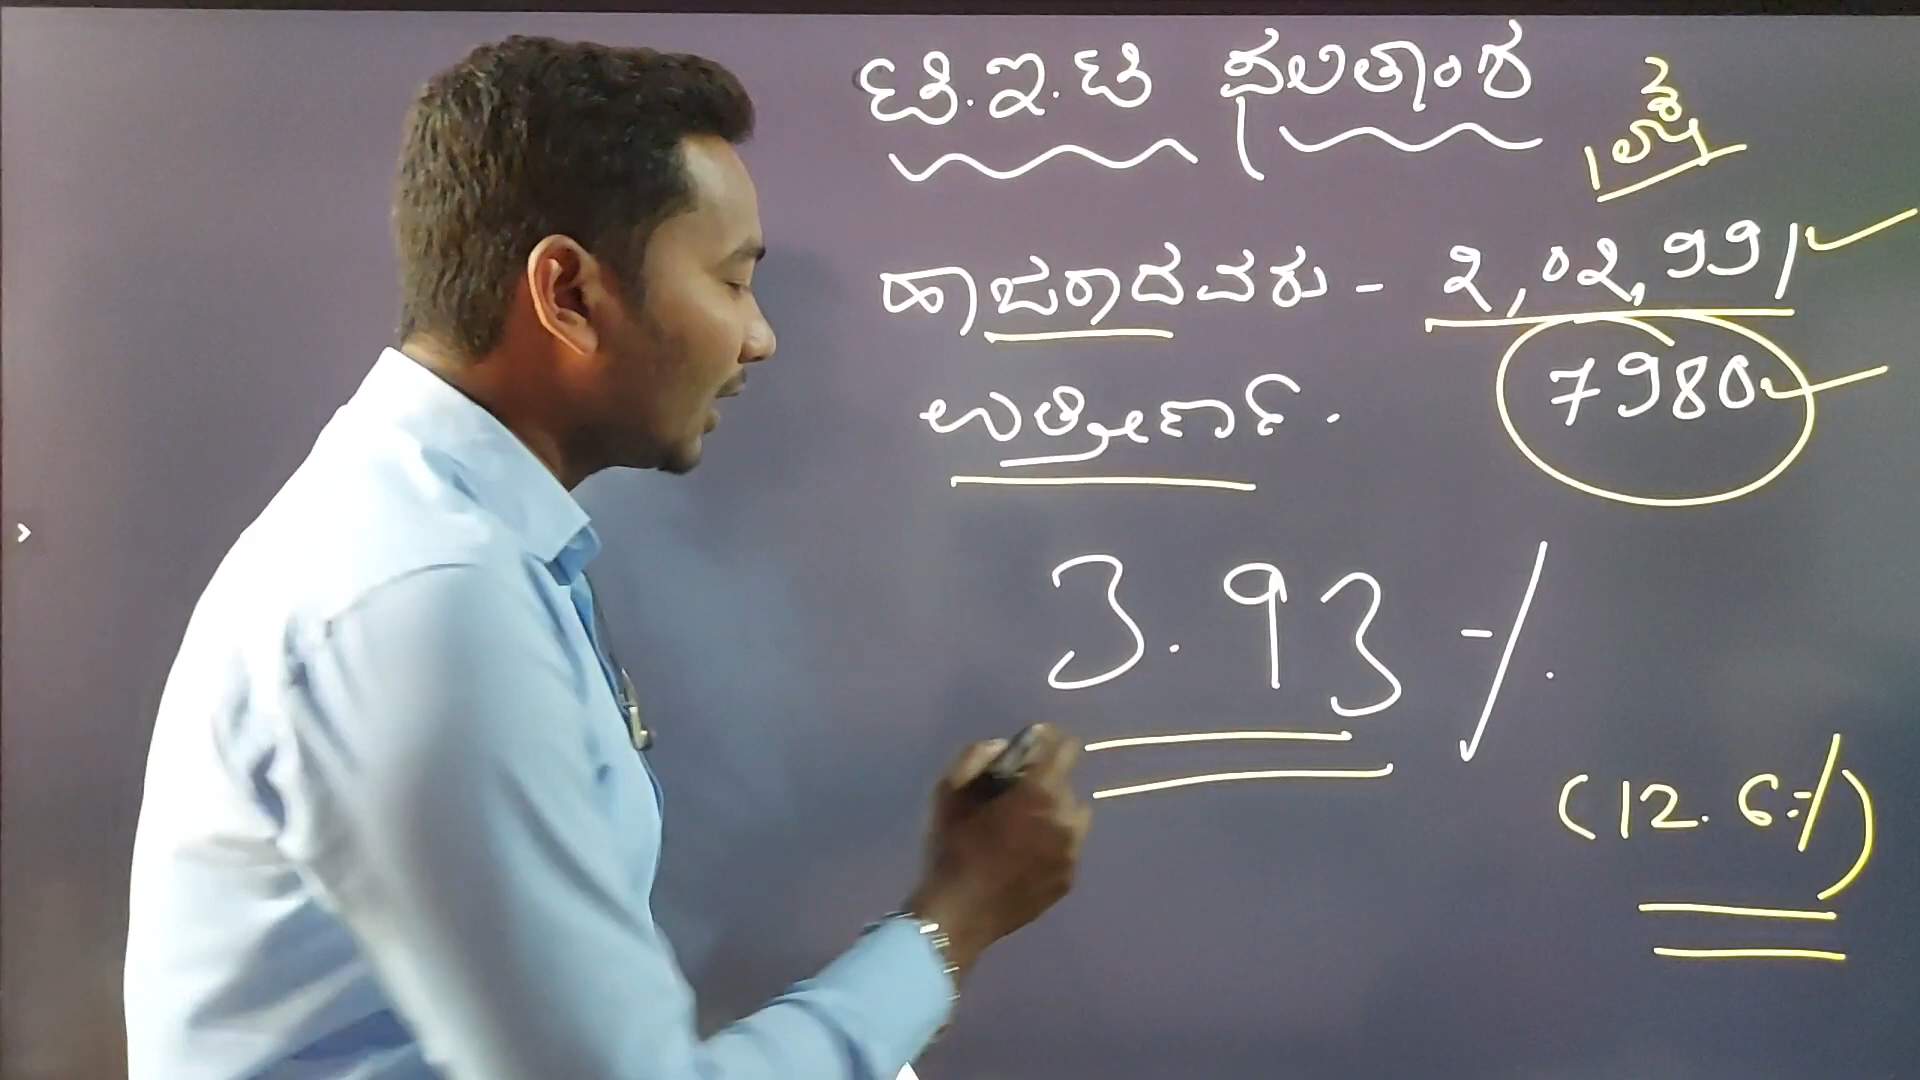 ಟಿ.ಇ.ಟಿ ಫಲಿತಾಂಶ
ಹಾಜರಾದವರು - 2,02,991
ಉತ್ತೀರ್ಣ. 7980
3.93 %
(12.6%)